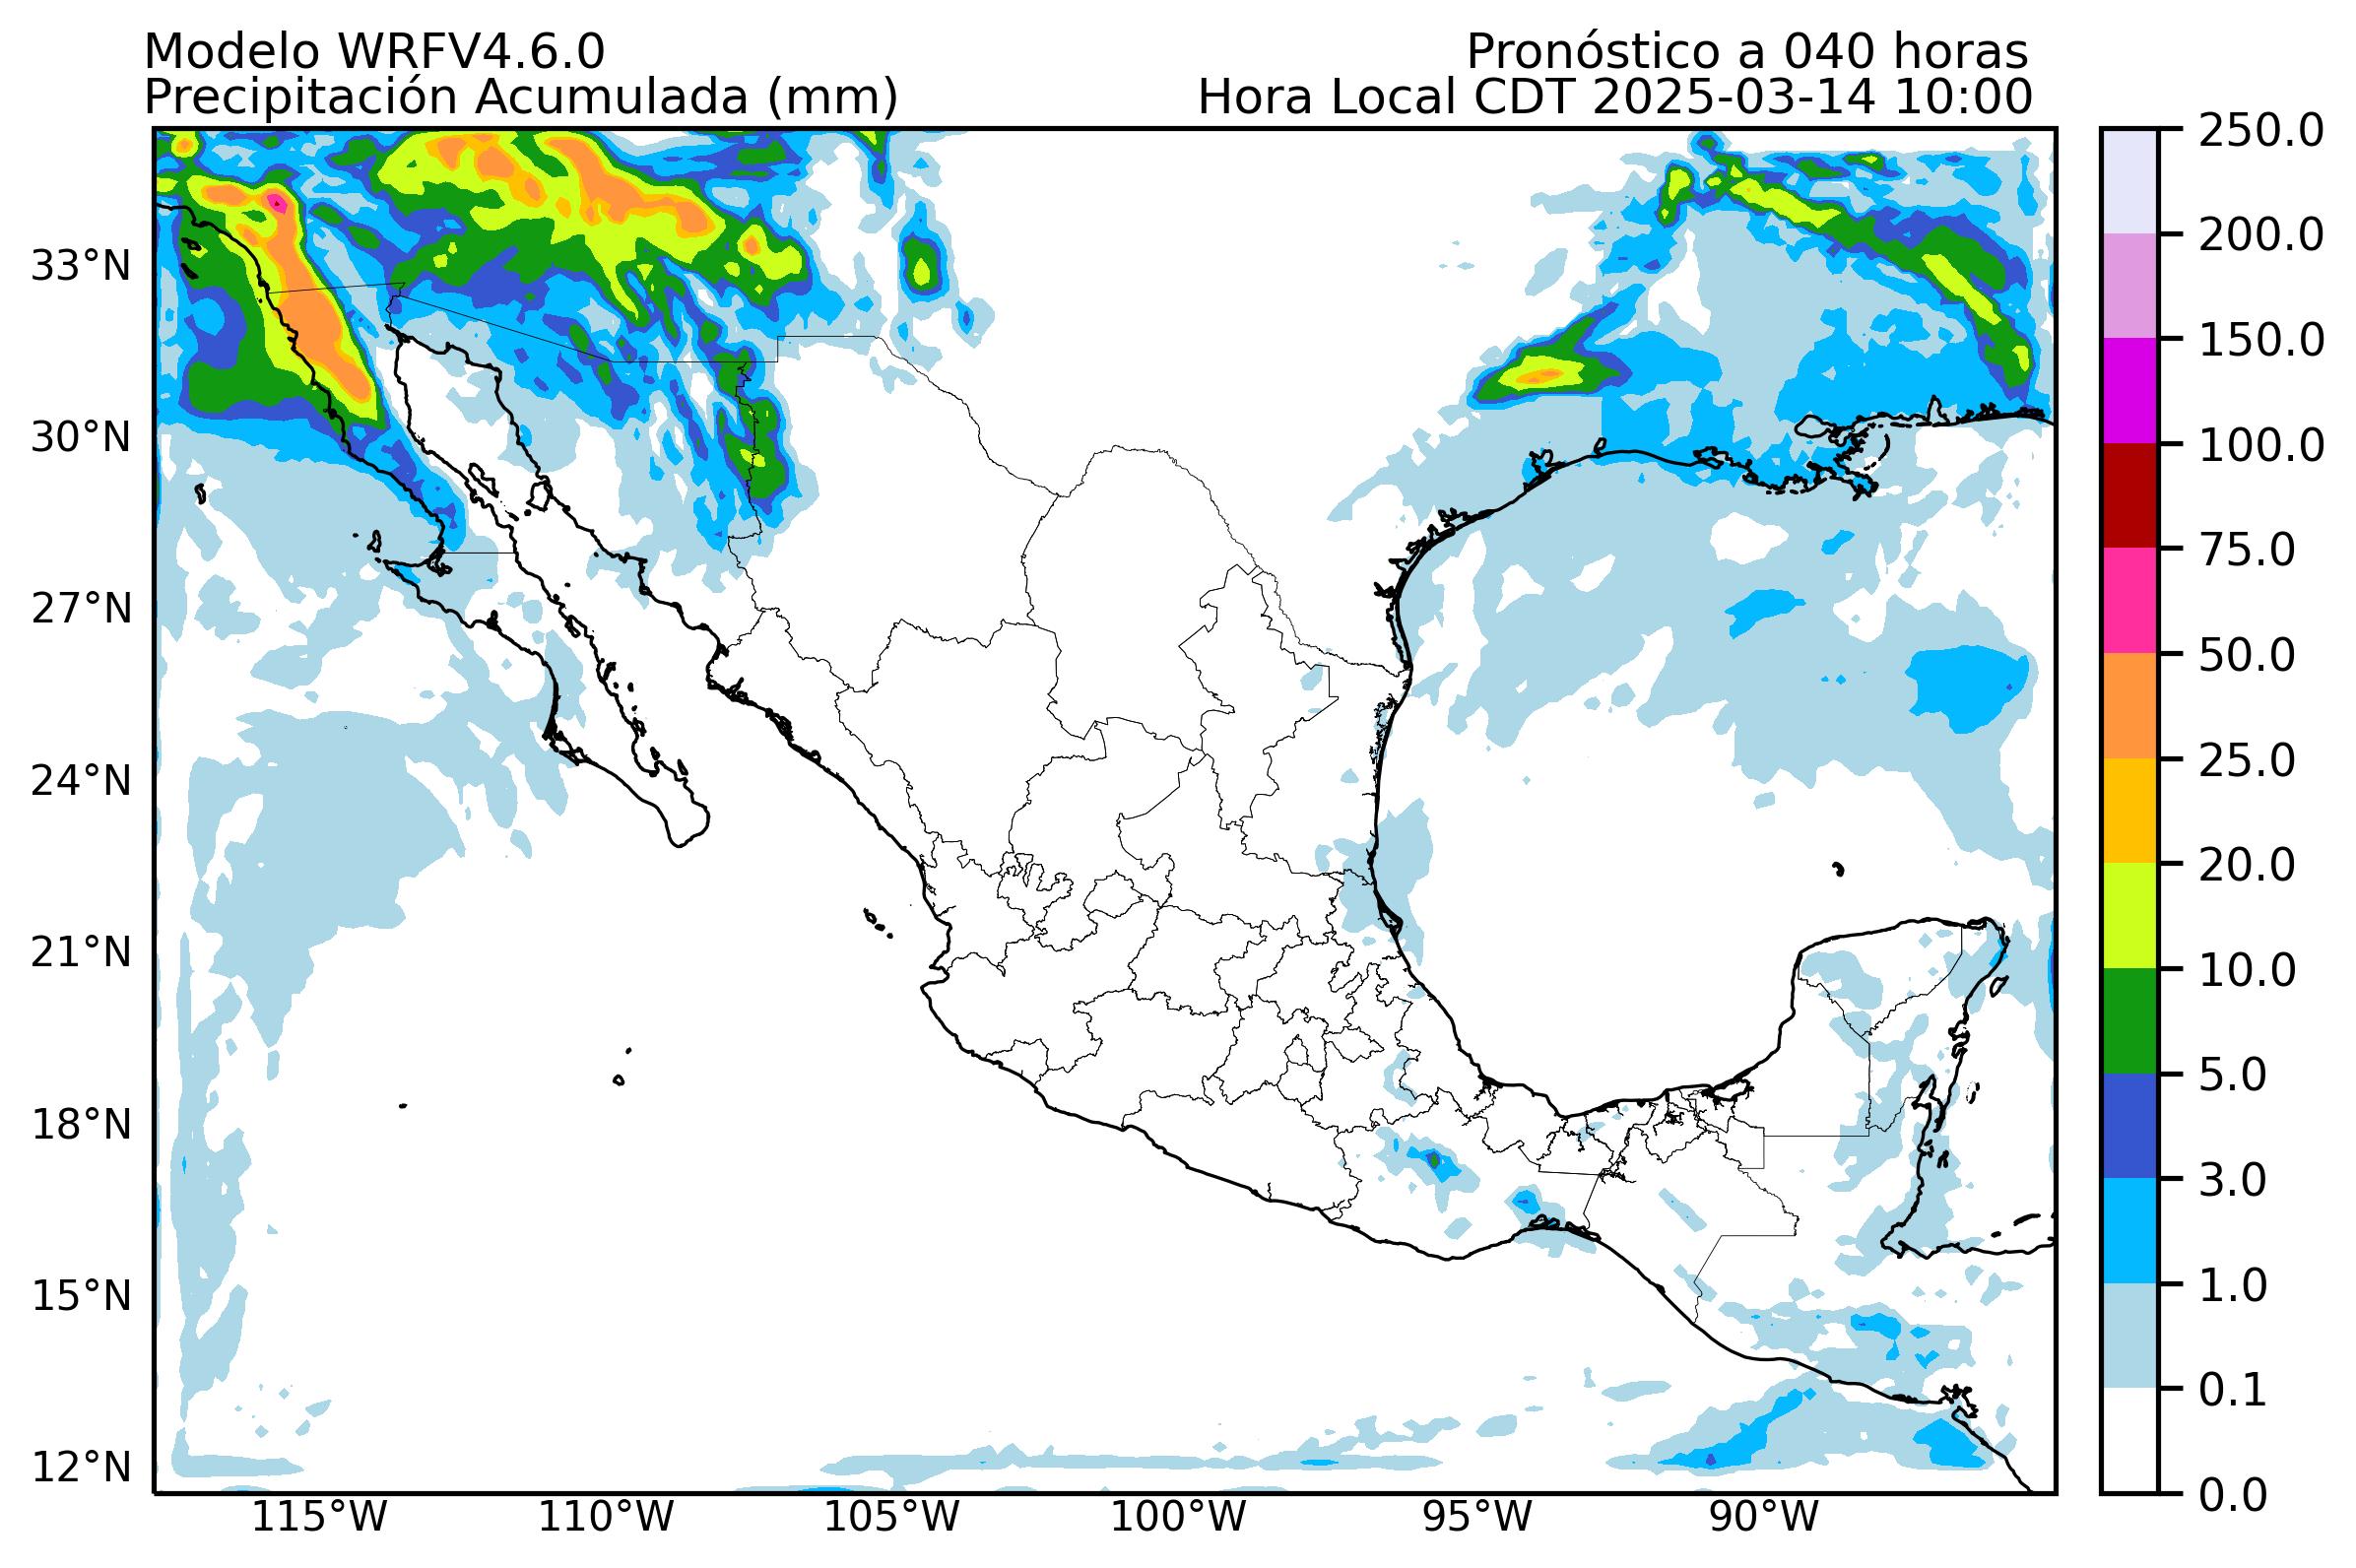 Modelo WRFV4.6.0
Pronóstico a 040 horas
Precipitación Acumulada (mm)
Hora Local CDT 2025-03-14 10:00
33°N
30°N
27°N
24°N
21°N
18°N
15°N
12°N
115°W
110°W
105°W
100°W
95°W
90°W
250.0
200.0
150.0
100.0
75.0
50.0
25.0
20.0
10.0
5.0
3.0
1.0
0.1
0.0